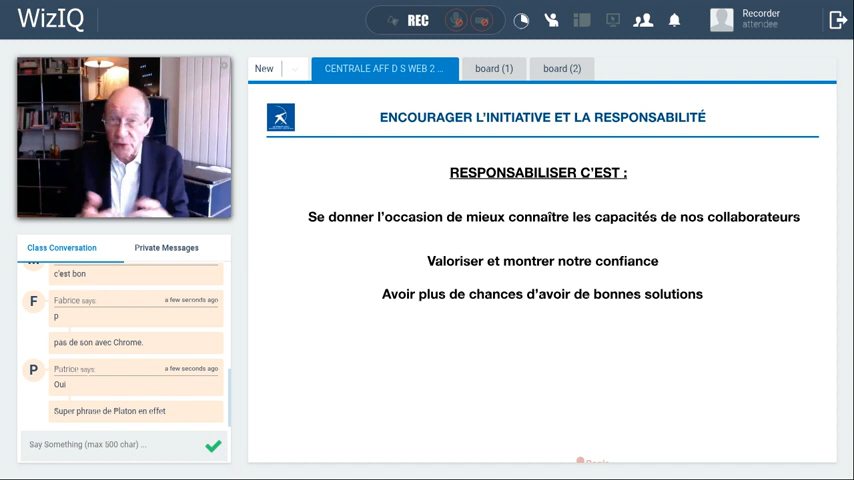 WizIQ
REC
Recorder
attendee
New
CENTRALE AFF D S WEB 2 ...
board (1)
board (2)
ENCOURAGER L'INITIATIVE ET LA RESPONSABILITÉ
RESPONSABILISER C'EST :
Se donner l'occasion de mieux connaître les capacités de nos collaborateurs
Valoriser et montrer notre confiance
Avoir plus de chances d'avoir de bonnes solutions
Class Conversation
Private Messages
c'est bon
F
Fabrice says:
a few seconds ago
p
pas de son avec Chrome.
P
Patrice says:
a few seconds ago
Oui
Super phrase de Platon en effet
Say Something (max 500 char) ...